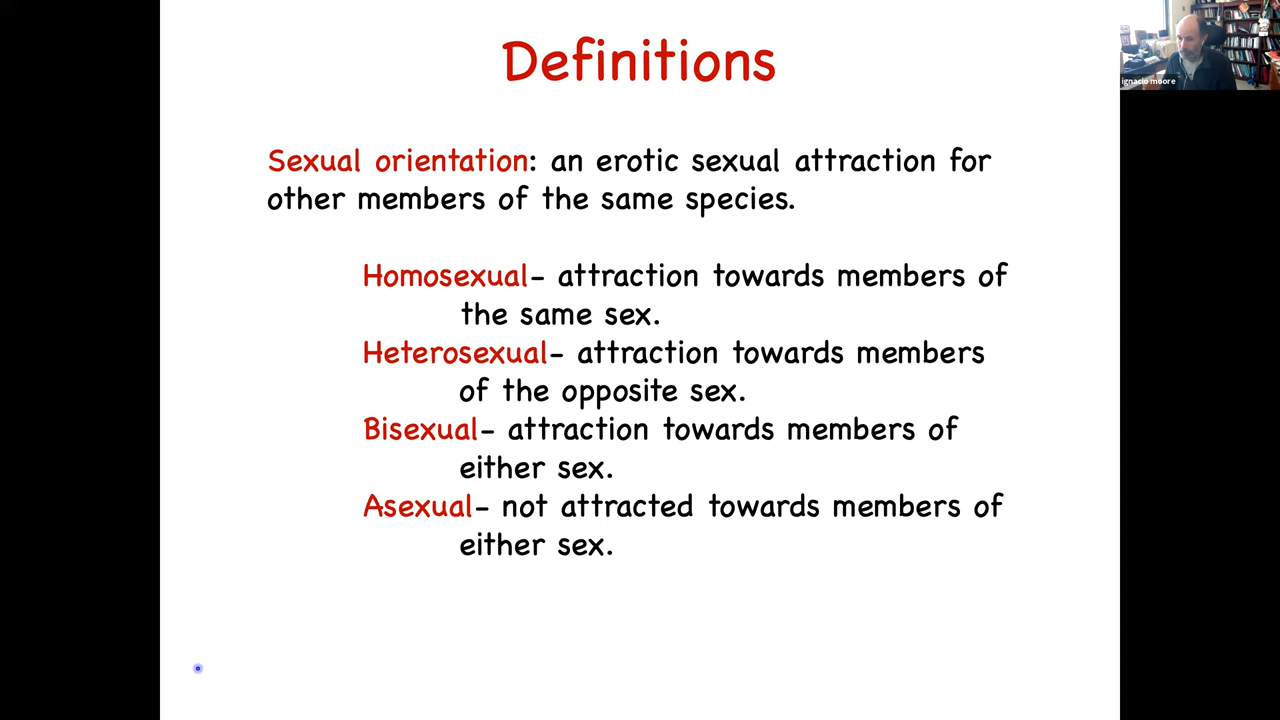 Definitions
ignacio moore
Sexual orientation: an erotic sexual attraction for
other members of the same species.
Homosexual- attraction towards members of
the same sex.
Heterosexual- attraction towards members
of the opposite sex.
Bisexual- attraction towards members of
either sex.
Asexual- not attracted towards members of
either sex.